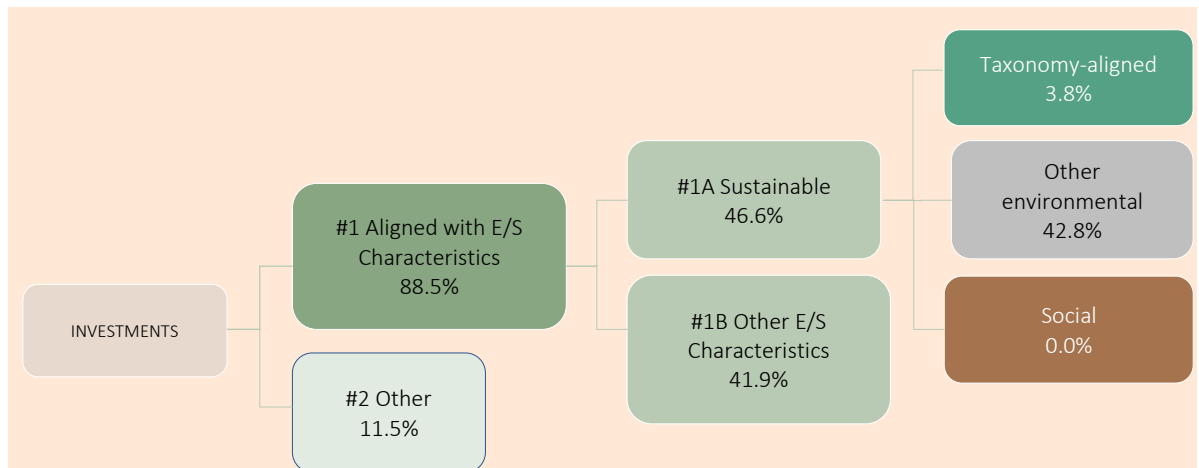 INVESTMENTS
#1 Aligned with E/S
Characteristics
88.5%
#2 Other
11.5%
#1A Sustainable
46.6%
#1B Other E/S
Characteristics
41.9%
Taxonomy-aligned
3.8%
Other
environmental
42.8%
Social
0.0%